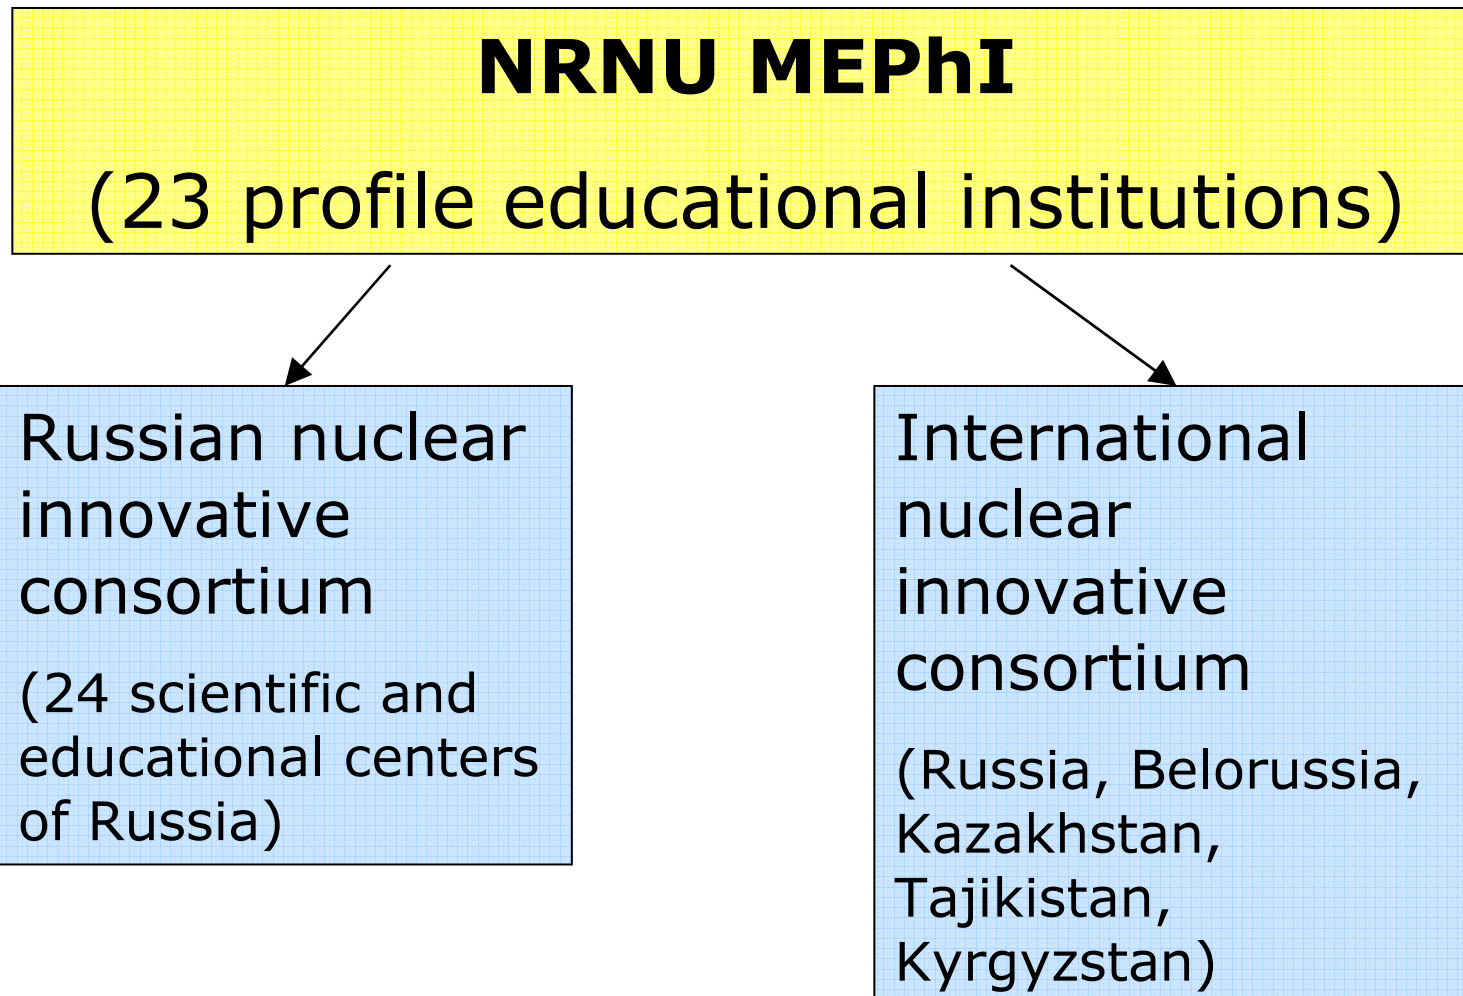 NRNU MEPhI
(23 profile educational institutions)
Russian nuclear
innovative
consortium
(24 scientific and
educational centers
of Russia)
International
nuclear
innovative
consortium
(Russia, Belorussia,
Kazakhstan,
Tajikistan,
Kyrgyzstan)